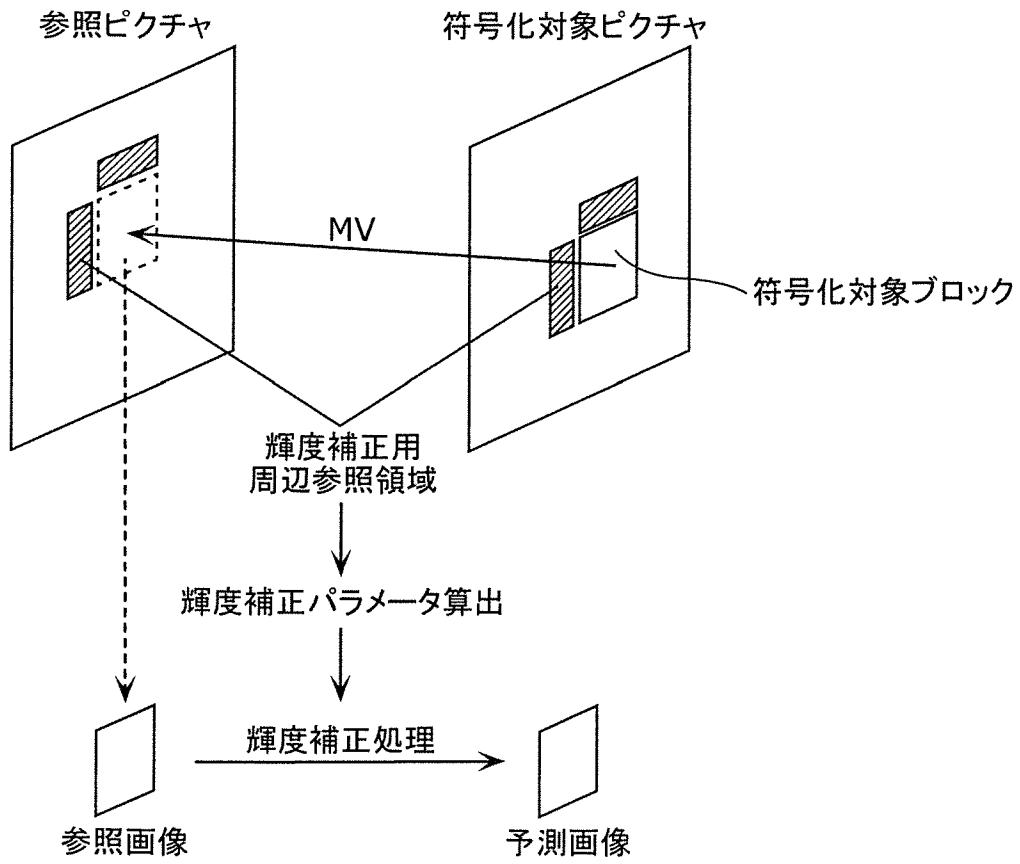 参照ピクチャ
符号化対象ピクチャ
MV
符号化対象ブロック
輝度補正用
周辺参照領域
輝度補正パラメータ算出
輝度補正処理
参照画像
予測画像